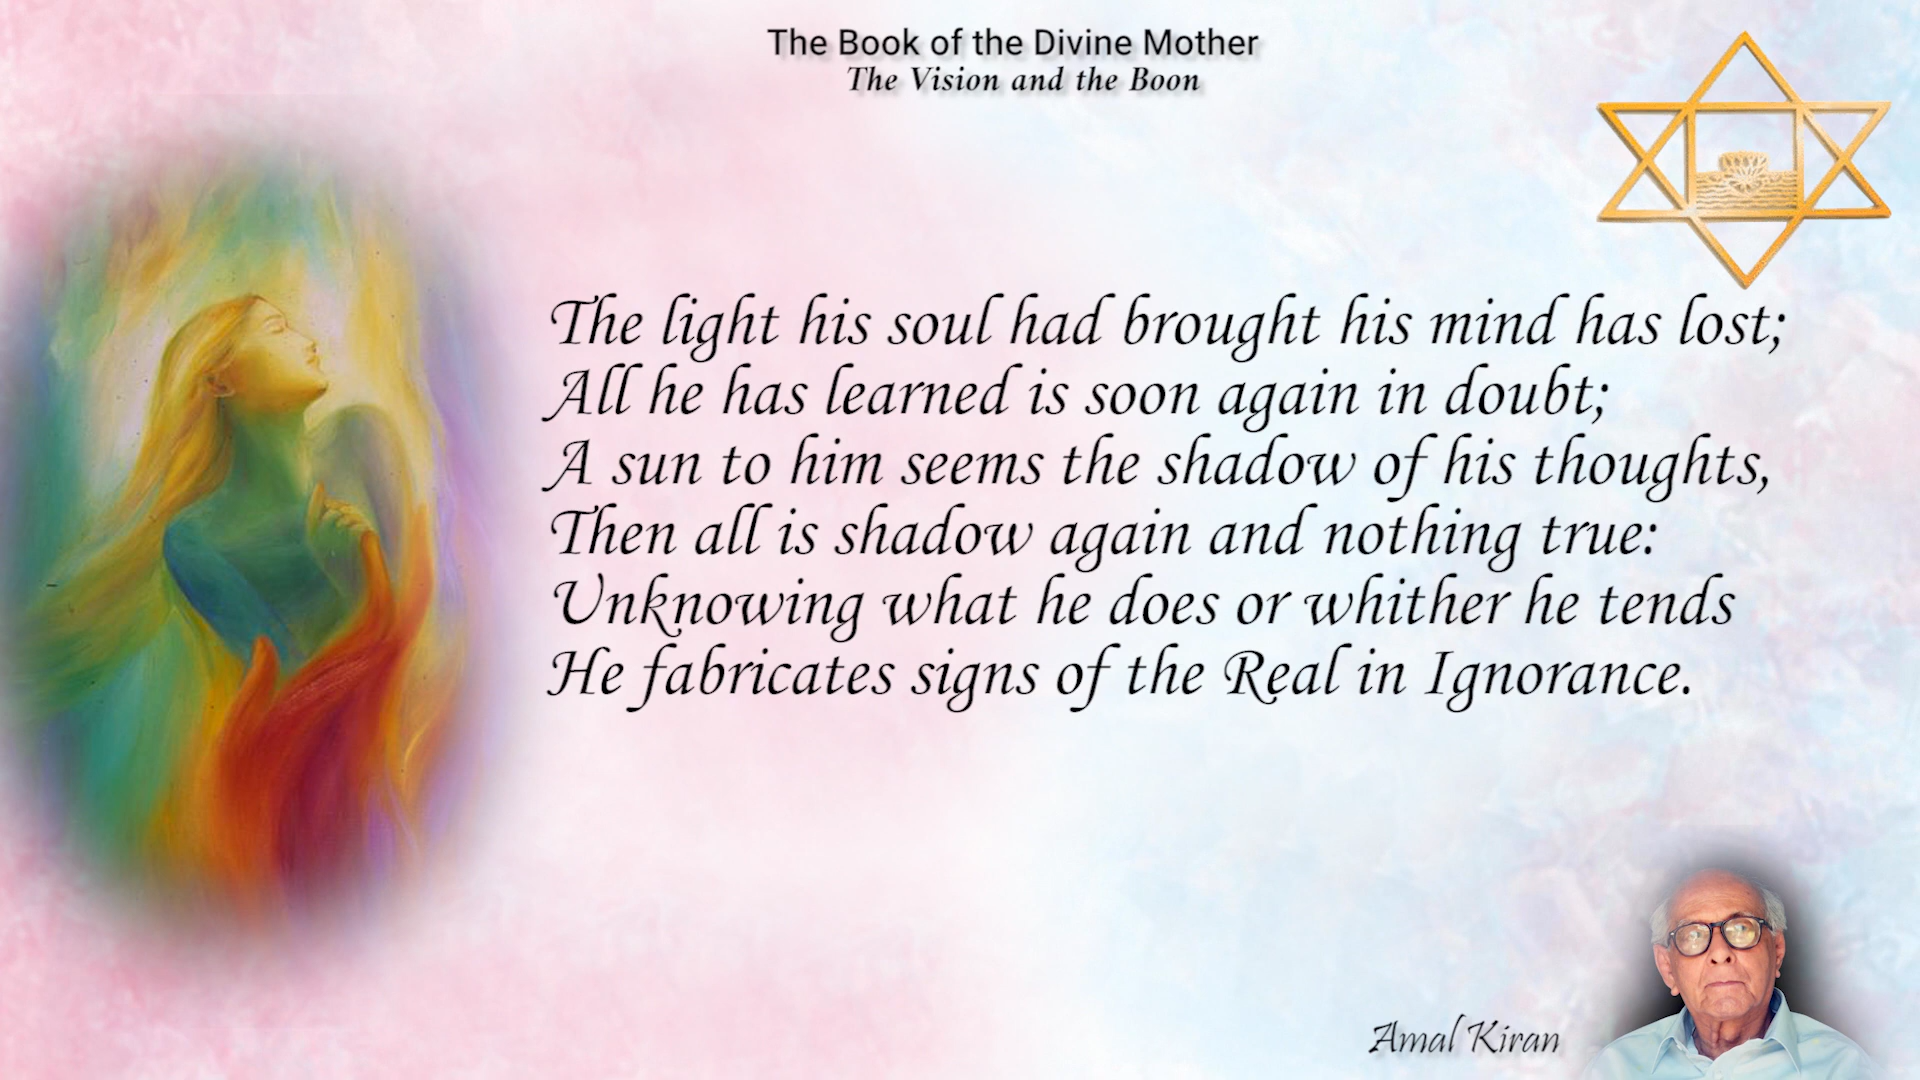 The Book of the Divine Mother
The Vision and the Boon
The light his soul had brought his mind has lost;
All he has learned is soon again in doubt;
A sun to him seems the shadow of his thoughts,
Then all is shadow again and nothing true:
Unknowing what he does or whither he tends
He fabricates signs of the Real in Ignorance.
Amal Kiran